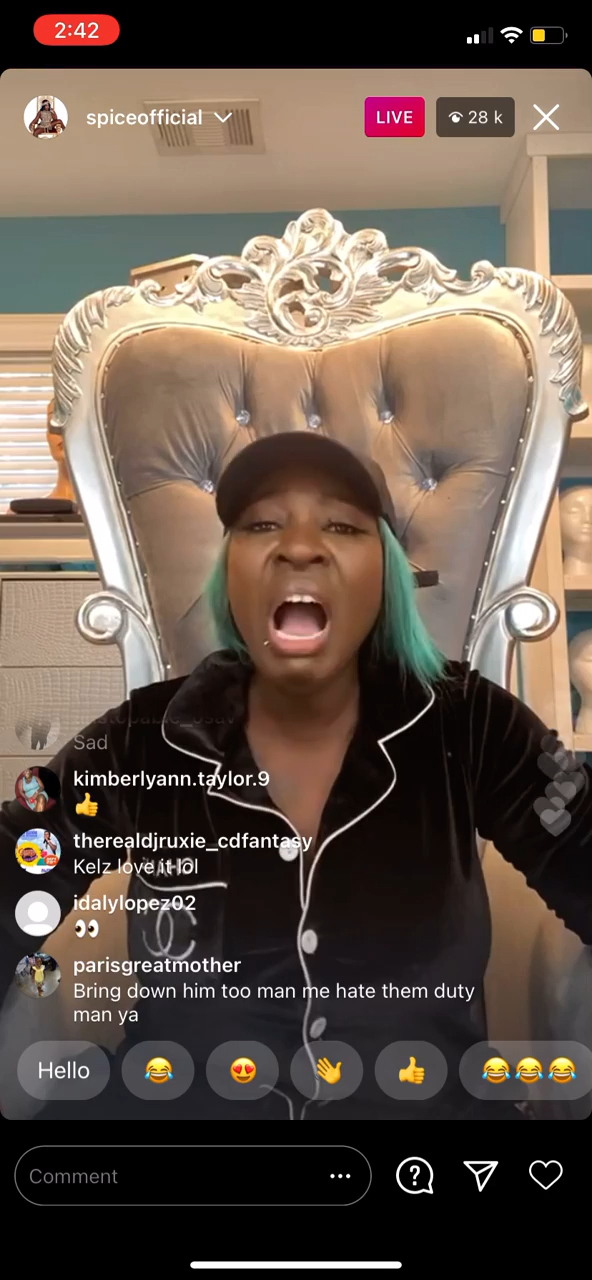 2:42
spiceofficial
LIVE
28 k
Sad
kimberlyann.taylor.9
👍
therealdjruxie_cdfantasy
Kelz love it lol
idalylopez02
👀
parisgreatmother
Bring down him too man me hate them duty
man ya
Hello 😂 😍 👋 👍 😂😂😂
Comment